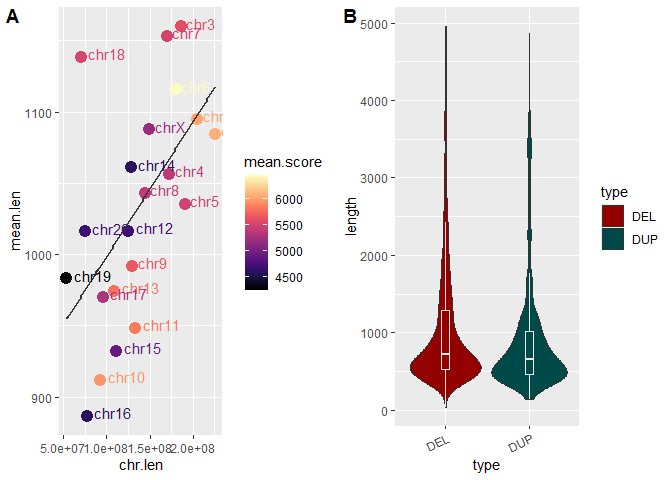 A
mean.len
1100
1000
900
chr3
chr7
chr18
chr6
chrX
chr14
chr4
chr8
chr5
chr20
chr12
chr9
chr19
chr13
chr17
chr11
chr15
chr10
chr16
5.0e+07
1.0e+08
1.5e+08
2.0e+08
chr.len
mean.score
6000
5500
5000
4500
B
length
5000
4000
3000
2000
1000
0
DEL
DUP
type
type
DEL
DUP